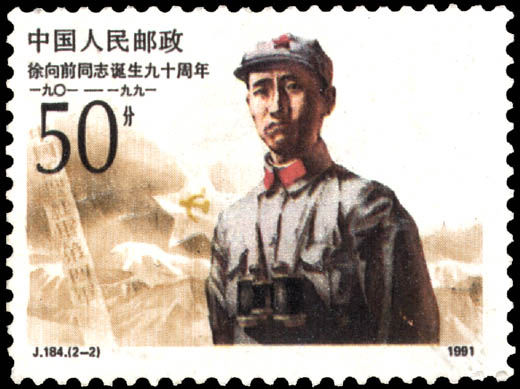 中国人民邮政
徐向前同志诞生九十周年
一九〇一——一九九一
50分
J.184.(2-2)
1991